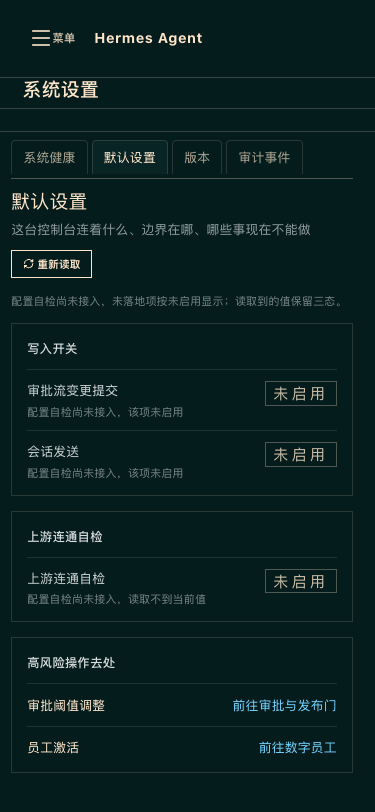 菜单 Hermes Agent
系统设置
系统健康 默认设置 版本 审计事件
默认设置
这台控制台连着什么、边界在哪、哪些事现在不能做
重新读取
配置自检尚未接入，未落地项按未启用显示；读取到的值保留三态。
写入开关
审批流变更提交 未启用
配置自检尚未接入，该项未启用
会话发送 未启用
配置自检尚未接入，该项未启用
上游连通自检
上游连通自检 未启用
配置自检尚未接入，读取不到当前值
高风险操作去处
审批阈值调整 前往审批与发布门
员工激活 前往数字员工